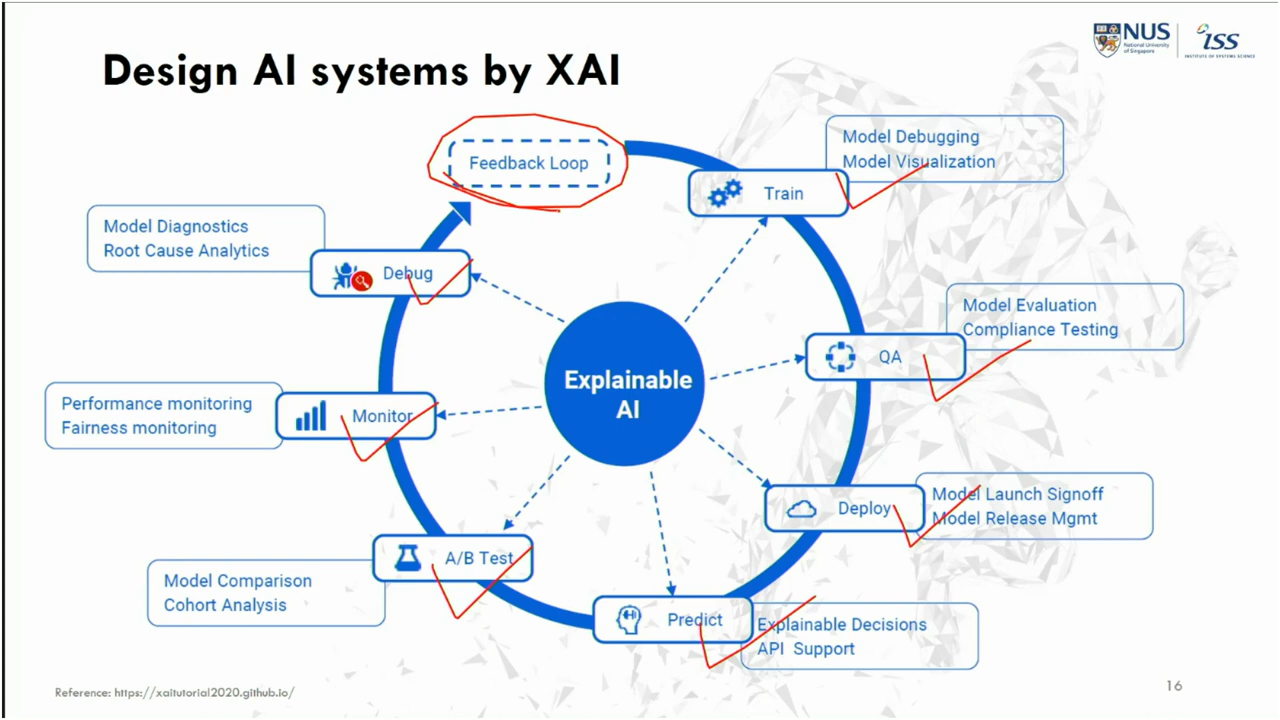 Design AI systems by XAI
NUS
National University
of Singapore
iss
INSTITUTE OF SYSTEMS SCIENCE
Feedback Loop
Train
Model Debugging
Model Visualization
QA
Model Evaluation
Compliance Testing
Deploy
Model Launch Signoff
Model Release Mgmt
Predict
Explainable Decisions
API Support
A/B Test
Model Comparison
Cohort Analysis
Monitor
Performance monitoring
Fairness monitoring
Debug
Model Diagnostics
Root Cause Analytics
Explainable
AI
Reference: https://xaitutorial2020.github.io/
16